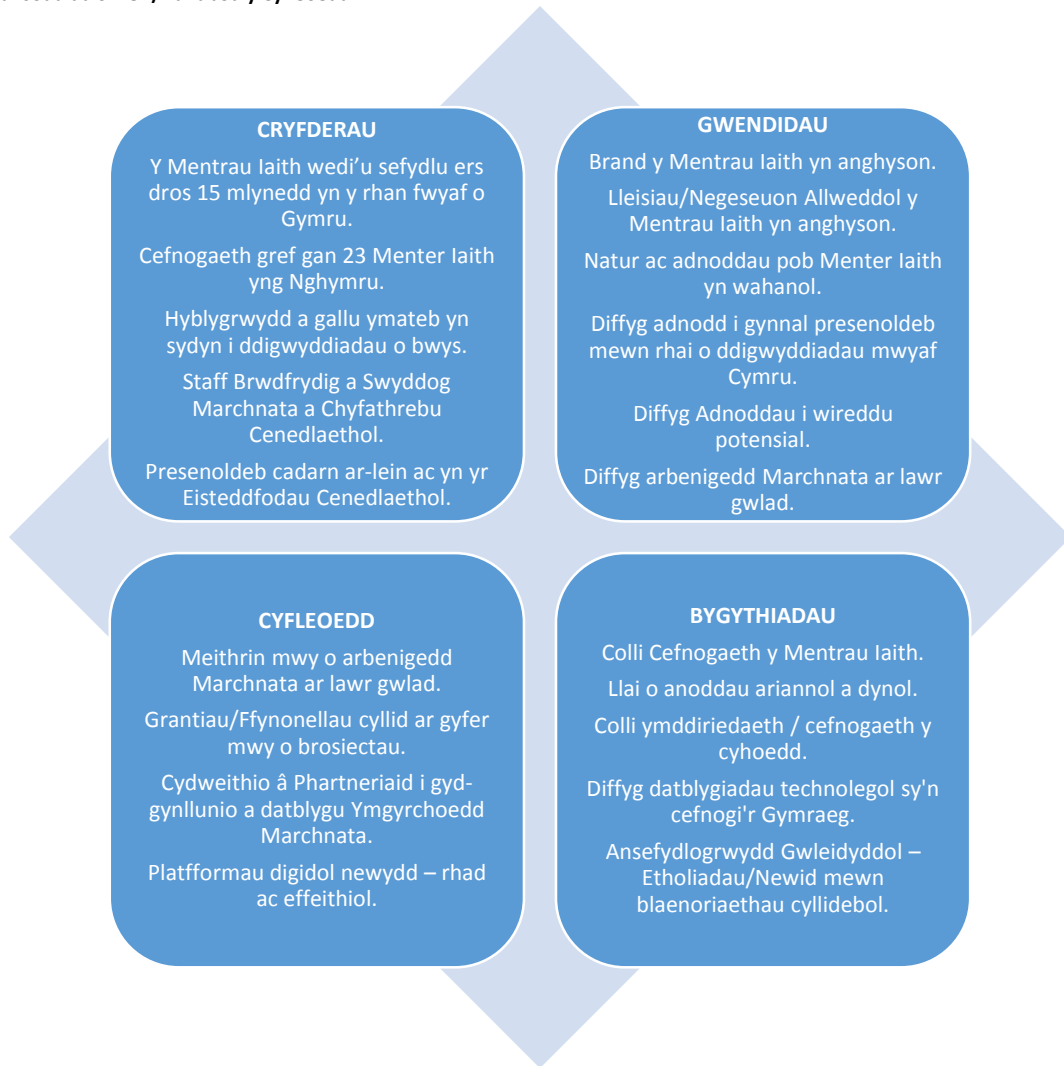 CRYFDERAU
Y Mentrau Iaith wedi'u sefydlu ers
dros 15 mlynedd yn y rhan fwyaf o
Gymru.
Cefnogaeth gref gan 23 Menter Iaith
yng Nghymru.
Hyblygrwydd a gallu ymateb yn
sydyn i ddigwyddiadau o bwys.
Staff Brwdfrydig a Swyddog
Marchnata a Chyfathrebu
Cenedlaethol.
Presenoldeb cadarn ar-lein ac yn yr
Eisteddfodau Cenedlaethol.
GWENDIDAU
Brand y Mentrau Iaith yn anghyson.
Lleisiau/Negeseuon Allweddol y
Mentrau Iaith yn anghyson.
Natur ac adnoddau pob Menter Iaith
yn wahanol.
Diffyg adnodd i gynnal presenoldeb
mewn rhai o ddigwyddiadau mwyaf
Cymru.
Diffyg Adnoddau i wireddu
potensial.
Diffyg arbenigedd Marchnata ar lawr
gwlad.
CYFLEOEDD
Meithrin mwy o arbenigedd
Marchnata ar lawr gwlad.
Grantiau/Ffynonellau cyllid ar gyfer
mwy o brosiectau.
Cydweithio â Phartneriaid i gyd-
gynllunio a datblygu Ymgyrchoedd
Marchnata.
Platfformau digidol newydd – rhad
ac effeithiol.
BYGYTHIADAU
Colli Cefnogaeth y Mentrau Iaith.
Llai o anoddau ariannol a dynol.
Colli ymddiriedaeth / cefnogaeth y
cyhoedd.
Diffyg datblygiadau technolegol sy'n
cefnogi'r Gymraeg.
Ansefydlogrwydd Gwleidyddol –
Etholiadau/Newid mewn
blaenoriaethau cyllidebol.